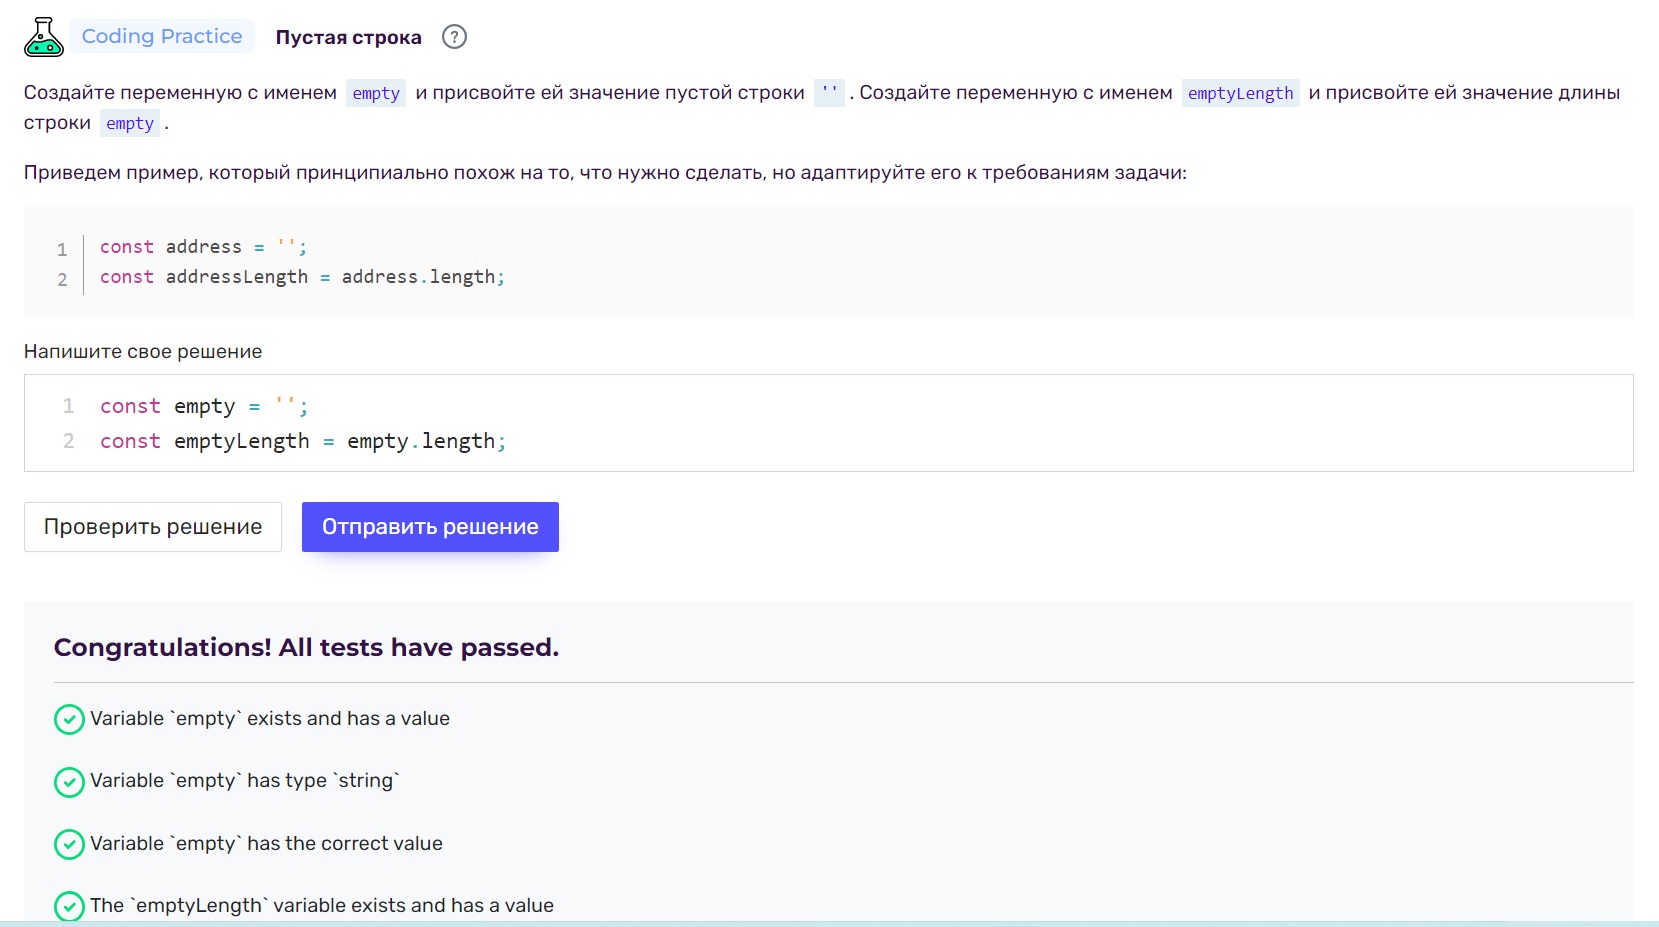 Coding Practice Пустая строка ?
Создайте переменную с именем empty и присвойте ей значение пустой строки '' . Создайте переменную с именем emptyLength и присвойте ей значение длины
строки empty .
Приведем пример, который принципиально похож на то, что нужно сделать, но адаптируйте его к требованиям задачи:
1 const address = '';
2 const addressLength = address.length;
Напишите свое решение
1 const empty = '';
2 const emptyLength = empty.length;
Проверить решение Отправить решение
Congratulations! All tests have passed.
Variable `empty` exists and has a value
Variable `empty` has type `string`
Variable `empty` has the correct value
The `emptyLength` variable exists and has a value